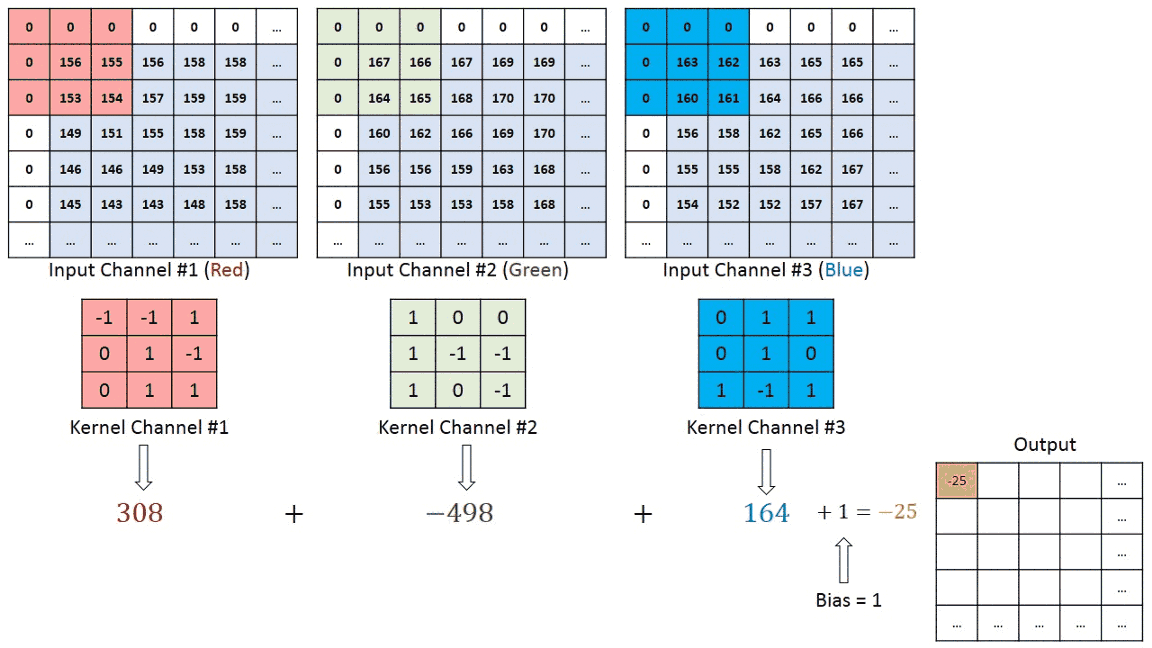 0 0 0 0 0 0 ...
0 156 155 156 158 158 ...
0 153 154 157 159 159 ...
0 149 151 155 158 159 ...
0 146 146 149 153 158 ...
0 145 143 143 148 158 ...
... ... ... ... ... ... ...
Input Channel #1 (Red)
0 0 0 0 0 0 ...
0 167 166 167 169 169 ...
0 164 165 168 170 170 ...
0 160 162 166 169 170 ...
0 156 156 159 163 168 ...
0 155 153 153 158 168 ...
... ... ... ... ... ... ...
Input Channel #2 (Green)
0 0 0 0 0 0 ...
0 163 162 163 165 165 ...
0 160 161 164 166 166 ...
0 156 158 162 165 166 ...
0 155 155 158 162 167 ...
0 154 152 152 157 167 ...
... ... ... ... ... ... ...
Input Channel #3 (Blue)
-1 -1 1
0 1 -1
0 1 1
Kernel Channel #1
1 0 0
1 -1 -1
1 0 -1
Kernel Channel #2
0 1 1
0 1 0
1 -1 1
Kernel Channel #3
308 + −498 + 164 + 1 = −25
Bias = 1
Output
-25 ...
...
...
...
... ... ... ... ...